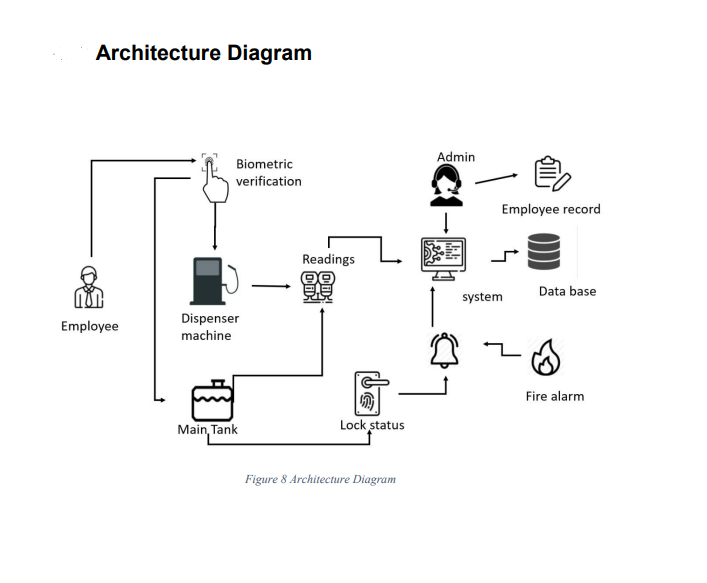 Architecture Diagram
Biometric
verification
Admin
Employee record
Readings
system
Data base
Employee
Dispenser
machine
Fire alarm
Main Tank
Lock status
Figure 8 Architecture Diagram